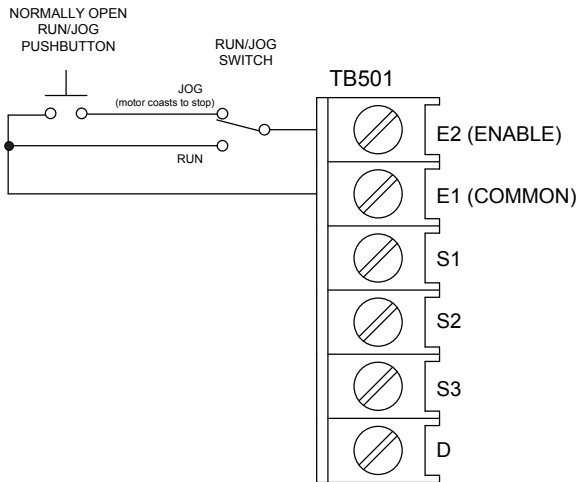 NORMALLY OPEN
RUN/JOG
PUSHBUTTON
RUN/JOG
SWITCH
JOG
(motor coasts to stop)
RUN
TB501
E2 (ENABLE)
E1 (COMMON)
S1
S2
S3
D